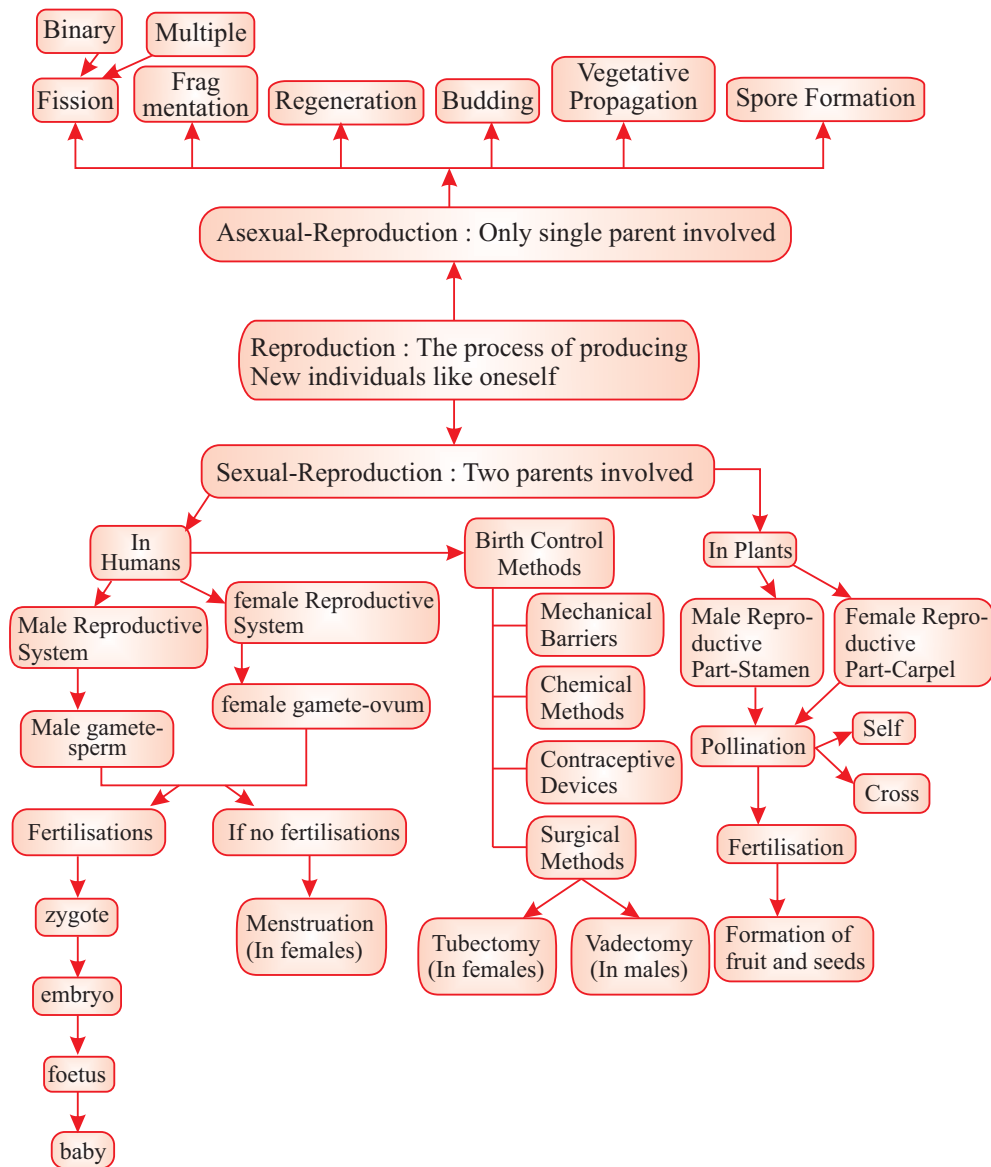 Binary
Multiple
Fission
Frag
mentation
Regeneration
Budding
Vegetative
Propagation
Spore Formation
Asexual-Reproduction : Only single parent involved
Reproduction : The process of producing
New individuals like oneself
Sexual-Reproduction : Two parents involved
In
Humans
Birth Control
Methods
In Plants
Male Reproductive
System
female Reproductive
System
Mechanical
Barriers
Male Repro-
ductive
Part-Stamen
Female Repro-
ductive
Part-Carpel
Male gamete-
sperm
female gamete-ovum
Chemical
Methods
Pollination
Self
Cross
Contraceptive
Devices
Fertilisations
If no fertilisations
Surgical
Methods
Fertilisation
zygote
Menstruation
(In females)
Tubectomy
(In females)
Vadectomy
(In males)
Formation of
fruit and seeds
embryo
foetus
baby